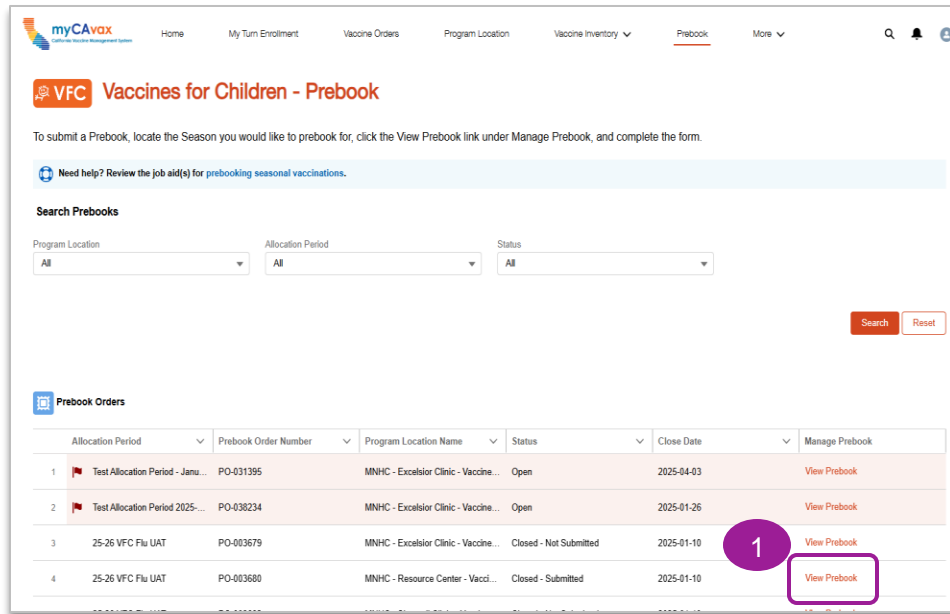 myCAvax
California Vaccine Management System
Home My Turn Enrollment Vaccine Orders Program Location Vaccine Inventory Prebook More
VFC Vaccines for Children - Prebook
To submit a Prebook, locate the Season you would like to prebook for, click the View Prebook link under Manage Prebook, and complete the form.
Need help? Review the job aid(s) for prebooking seasonal vaccinations.
Search Prebooks
Program Location Allocation Period Status
All All All
Search Reset
Prebook Orders
Allocation Period Prebook Order Number Program Location Name Status Close Date Manage Prebook
1 Test Allocation Period - Janu... PO-031395 MNHC - Excelsior Clinic - Vaccine... Open 2025-04-03 View Prebook
2 Test Allocation Period 2025-... PO-038234 MNHC - Excelsior Clinic - Vaccine... Open 2025-01-26 View Prebook
3 25-26 VFC Flu UAT PO-003679 MNHC - Excelsior Clinic - Vaccine... Closed - Not Submitted 2025-01-10 View Prebook
1
4 25-26 VFC Flu UAT PO-003680 MNHC - Resource Center - Vacci... Closed - Submitted 2025-01-10 View Prebook